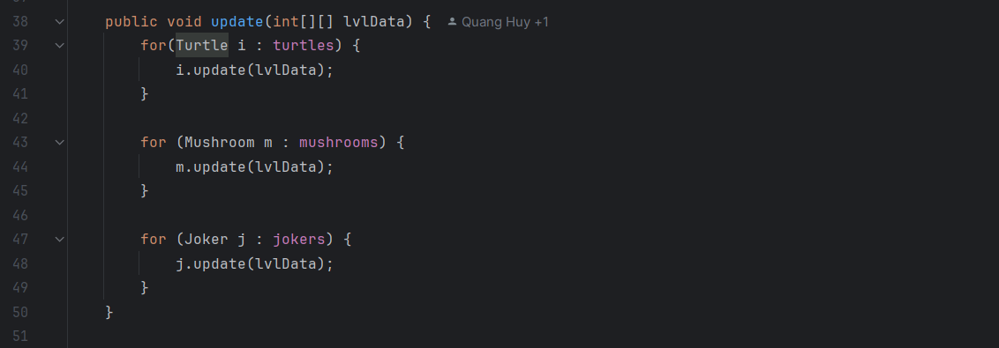 38 public void update(int[][] lvlData) { Quang Huy +1
39 for(Turtle i : turtles) {
40 i.update(lvlData);
41 }
42
43 for (Mushroom m : mushrooms) {
44 m.update(lvlData);
45 }
46
47 for (Joker j : jokers) {
48 j.update(lvlData);
49 }
50 }
51